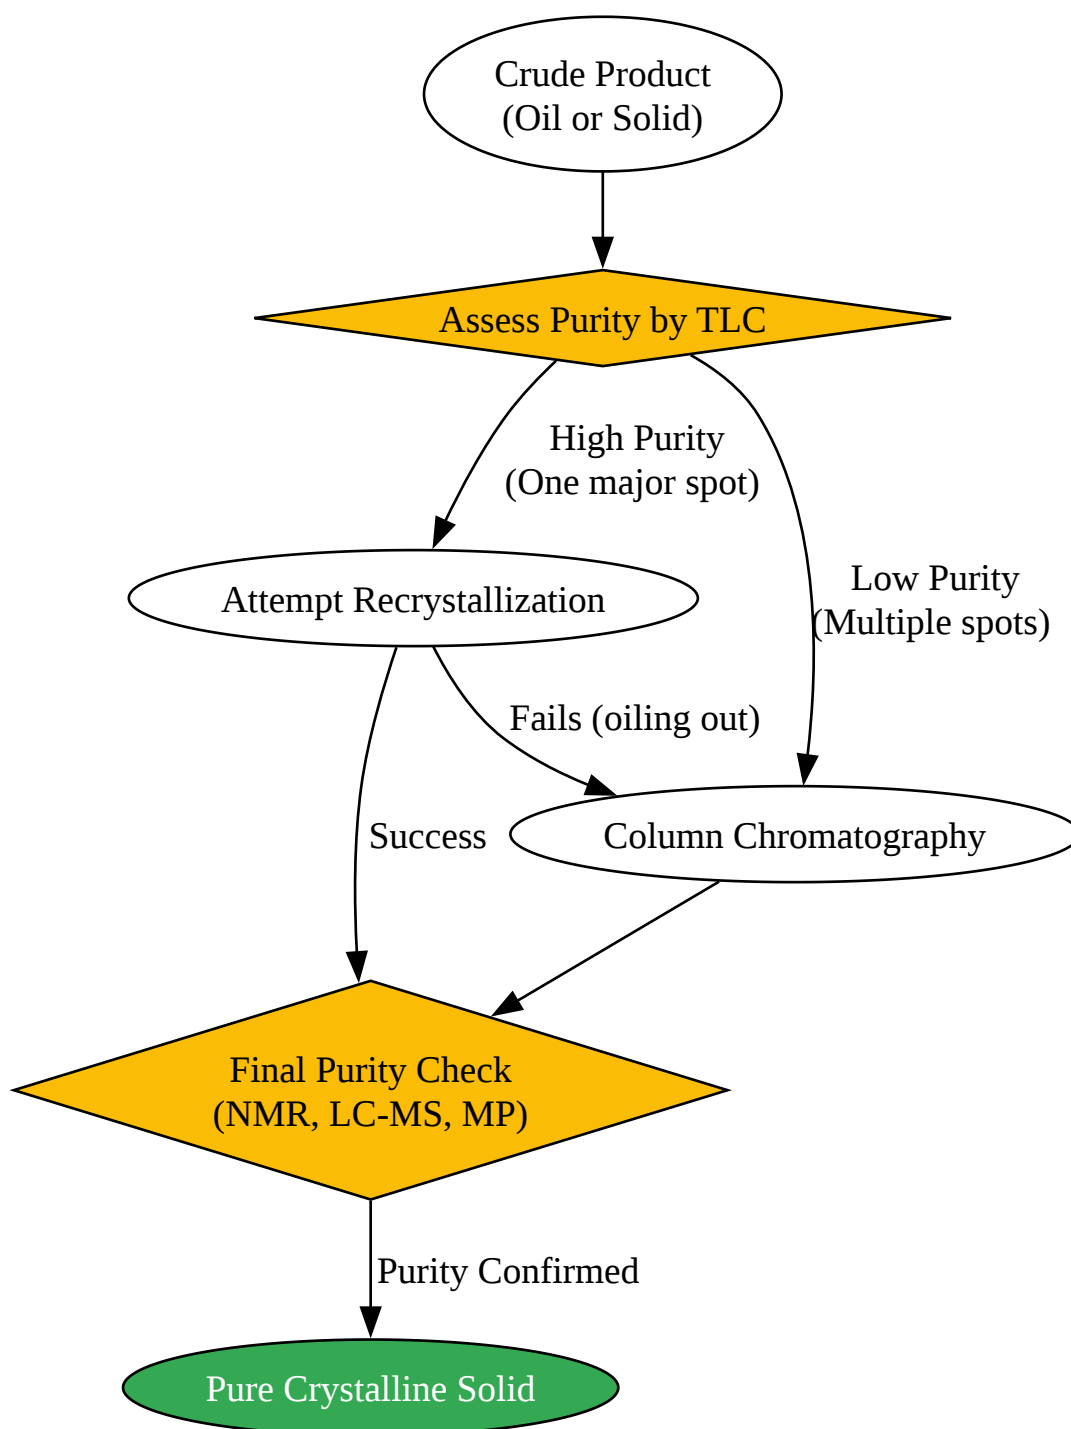 Crude Product
(Oil or Solid)
Assess Purity by TLC
High Purity
(One major spot)
Low Purity
(Multiple spots)
Attempt Recrystallization
Fails (oiling out)
Success
Column Chromatography
Final Purity Check
(NMR, LC-MS, MP)
Purity Confirmed
Pure Crystalline Solid